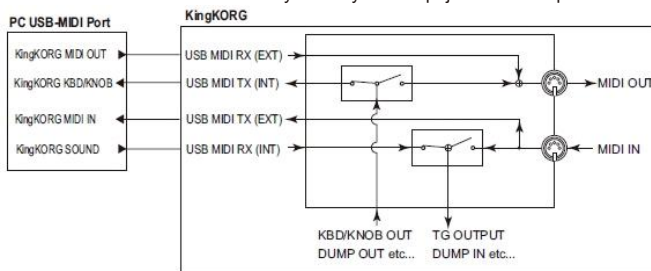 PC USB-MIDI Port
KingKORG
KingKORG MIDI OUT
USB MIDI RX (EXT)
KingKORG KBD/KNOB
USB MIDI TX (INT)
MIDI OUT
KingKORG MIDI IN
USB MIDI TX (EXT)
KingKORG SOUND
USB MIDI RX (INT)
MIDI IN
KBD/KNOB OUT
DUMP OUT etc...
TG OUTPUT
DUMP IN etc...